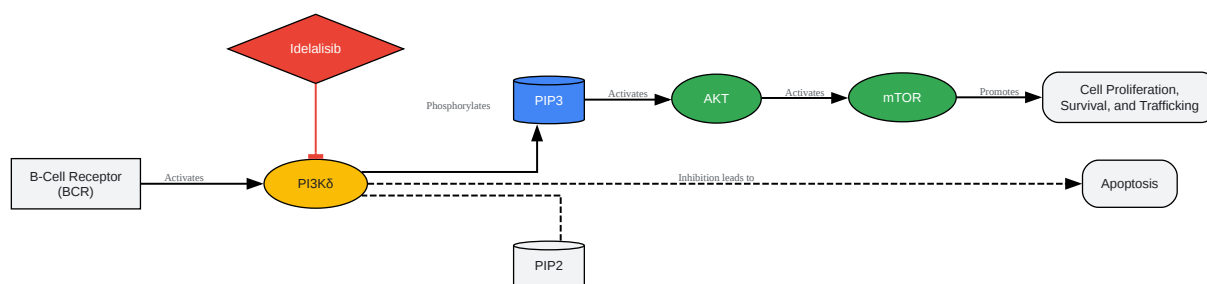 Idelalisib
Phosphorylates
PIP3
Activates
AKT
Activates
mTOR
Promotes
Cell Proliferation,
Survival, and Trafficking
B-Cell Receptor
(BCR)
Activates
PI3Kδ
Inhibition leads to
Apoptosis
PIP2